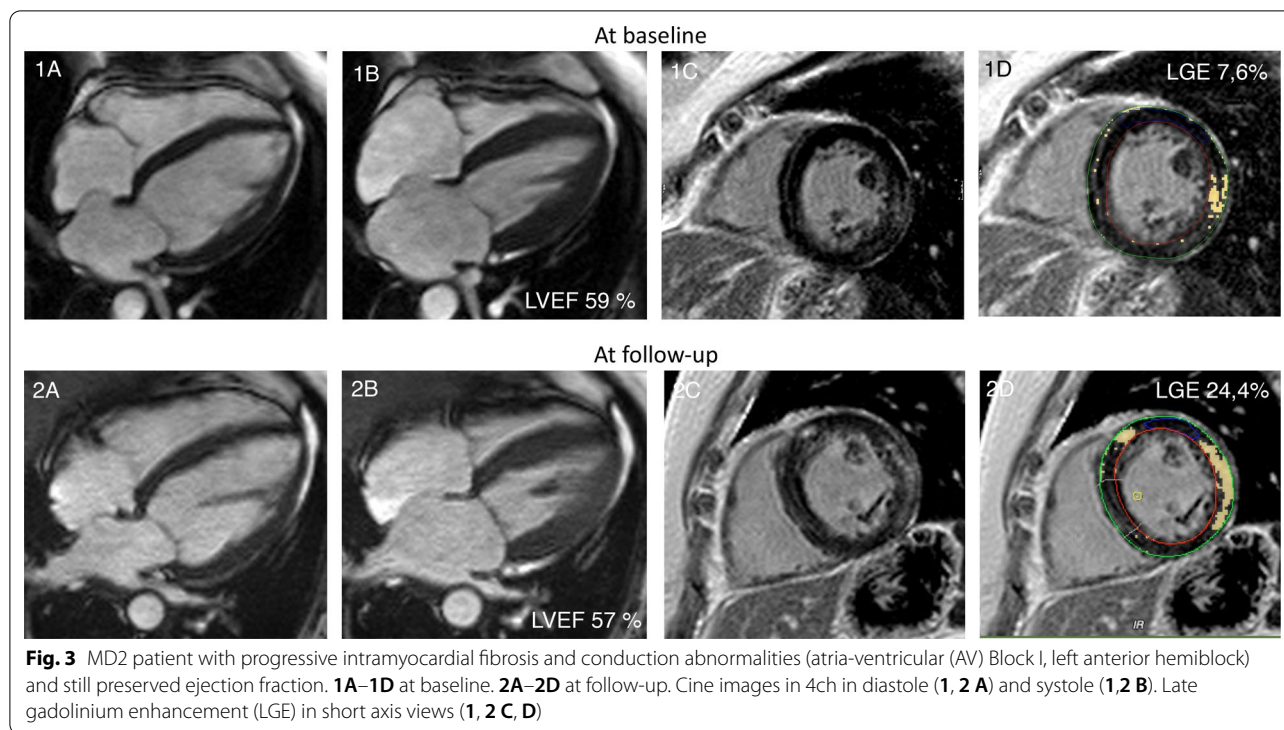 At baseline
1A
1B
LVEF 59 %
1C
1D
LGE 7,6%
At follow-up
2A
2B
LVEF 57 %
2C
2D
LGE 24,4%
IR
Fig. 3 MD2 patient with progressive intramyocardial fibrosis and conduction abnormalities (atria-ventricular (AV) Block I, left anterior hemiblock)
and still preserved ejection fraction. 1A–1D at baseline. 2A–2D at follow-up. Cine images in 4ch in diastole (1, 2 A) and systole (1,2 B). Late
gadolinium enhancement (LGE) in short axis views (1, 2 C, D)